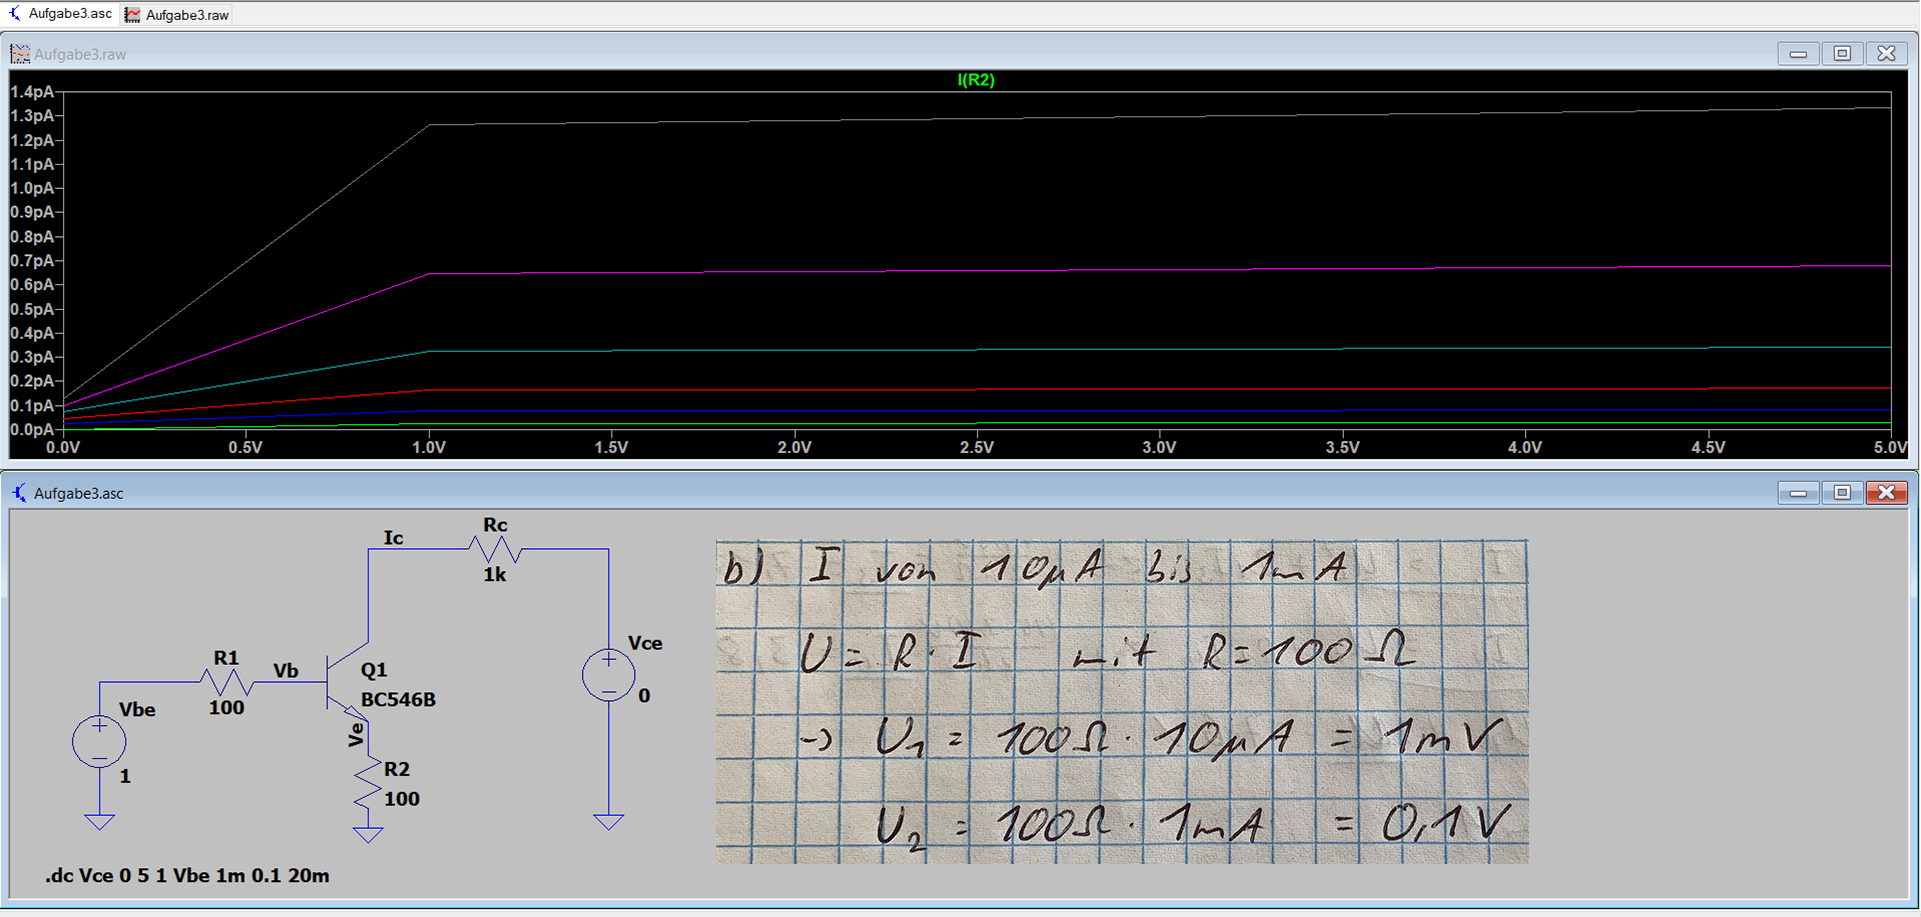 Aufgabe3.asc Aufgabe3.raw
Aufgabe3.raw
I(R2)
1.4pA
1.3pA
1.2pA
1.1pA
1.0pA
0.9pA
0.8pA
0.7pA
0.6pA
0.5pA
0.4pA
0.3pA
0.2pA
0.1pA
0.0pA
0.0V 0.5V 1.0V 1.5V 2.0V 2.5V 3.0V 3.5V 4.0V 4.5V 5.0V
Aufgabe3.asc
Ic
Rc
1k
Vce
0
R1
100
Vb
Q1
BC546B
Vbe
1
Ve
R2
100
.dc Vce 0 5 1 Vbe 1m 0.1 20m
b) I von 10µA bis 1mA
U = R · I mit R = 100 Ω
-> U1 = 100Ω · 10µA = 1mV
U2 = 100Ω · 1mA = 0,1V